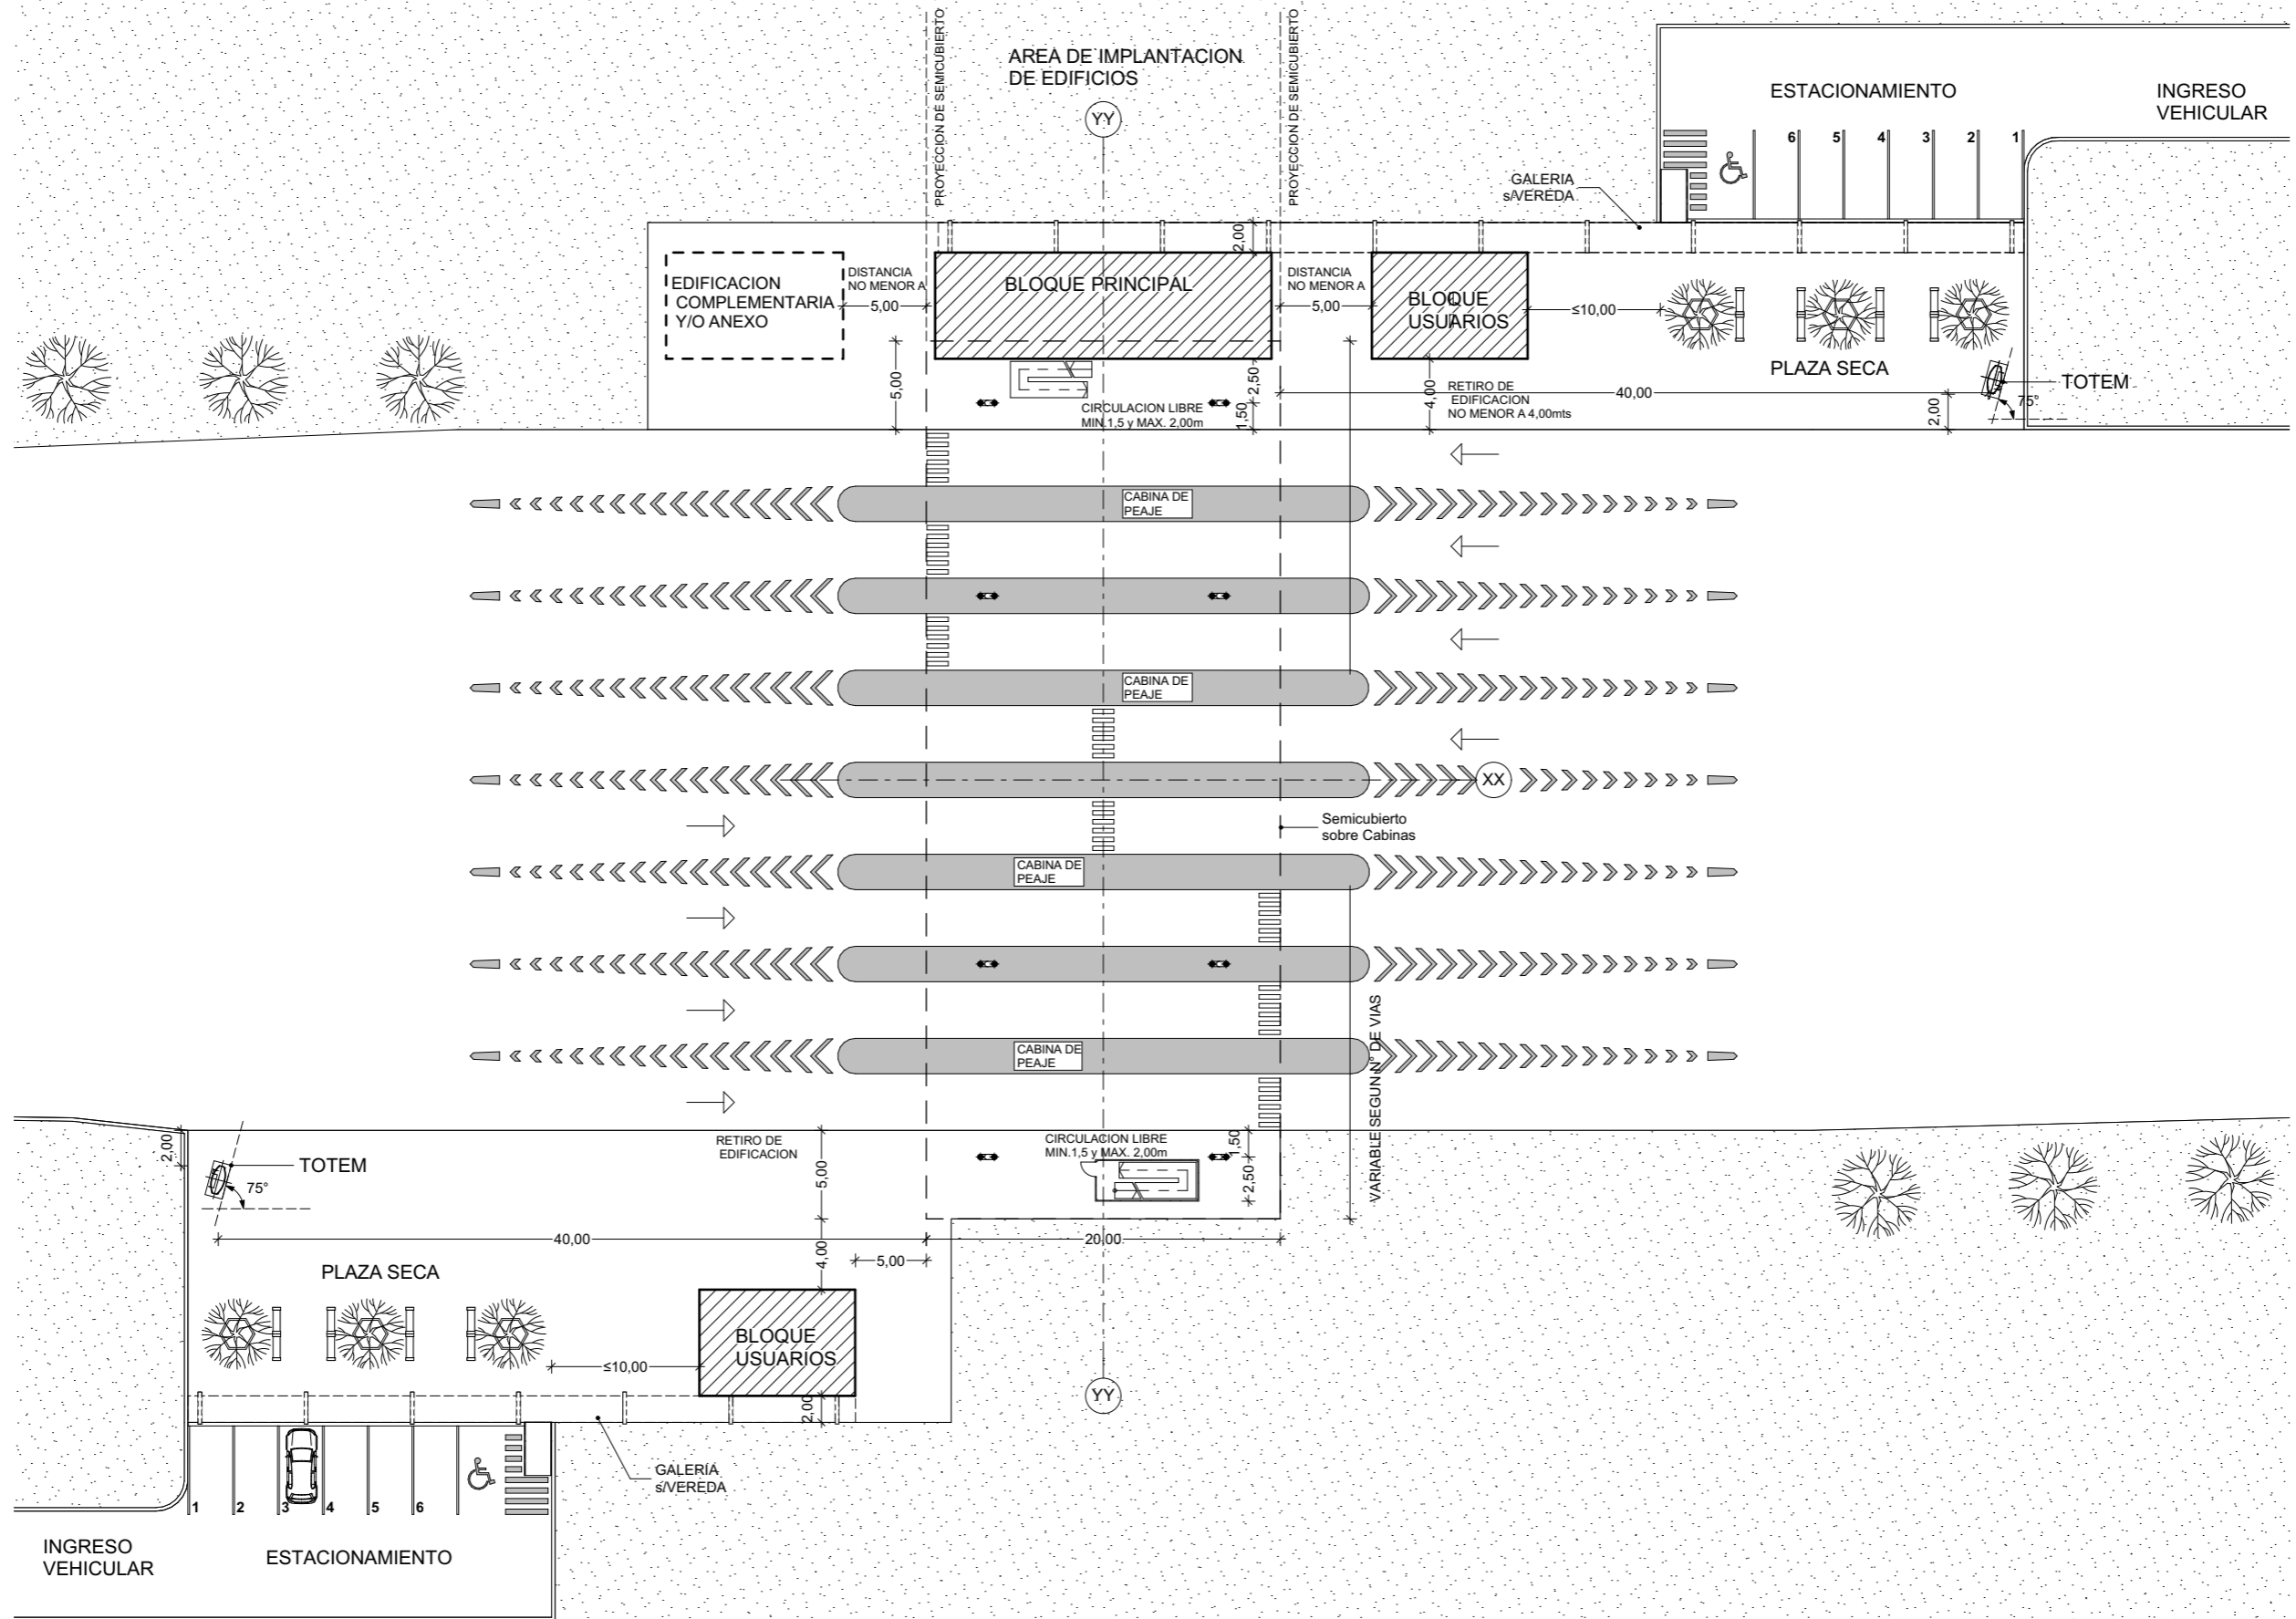 PROYECCION DE SEMICUBIERTO
AREA DE IMPLANTACION
DE EDIFICIOS
YY
PROYECCION DE SEMICUBIERTO
ESTACIONAMIENTO
INGRESO
VEHICULAR
6 5 4 3 2 1
GALERIA
s/VEREDA
2,00
EDIFICACION
COMPLEMENTARIA
Y/O ANEXO
DISTANCIA
NO MENOR A
5,00
BLOQUE PRINCIPAL
DISTANCIA
NO MENOR A
5,00
BLOQUE
USUARIOS
≤10,00
PLAZA SECA
TOTEM
75°
5,00
2,50
1,50
CIRCULACION LIBRE
MIN.1,5 y MAX. 2,00m
4,00
RETIRO DE
EDIFICACION
NO MENOR A 4,00mts
40,00
2,00
CABINA DE
PEAJE
CABINA DE
PEAJE
XX
Semicubierto
sobre Cabinas
CABINA DE
PEAJE
CABINA DE
PEAJE
VARIABLE SEGUN N° DE VIAS
2,00
TOTEM
75°
RETIRO DE
EDIFICACION
5,00
CIRCULACION LIBRE
MIN.1,5 y MAX. 2,00m
1,50
2,50
40,00
20,00
4,00
5,00
PLAZA SECA
BLOQUE
USUARIOS
≤10,00
2,00
YY
GALERIA
s/VEREDA
1 2 3 4 5 6
INGRESO
VEHICULAR
ESTACIONAMIENTO